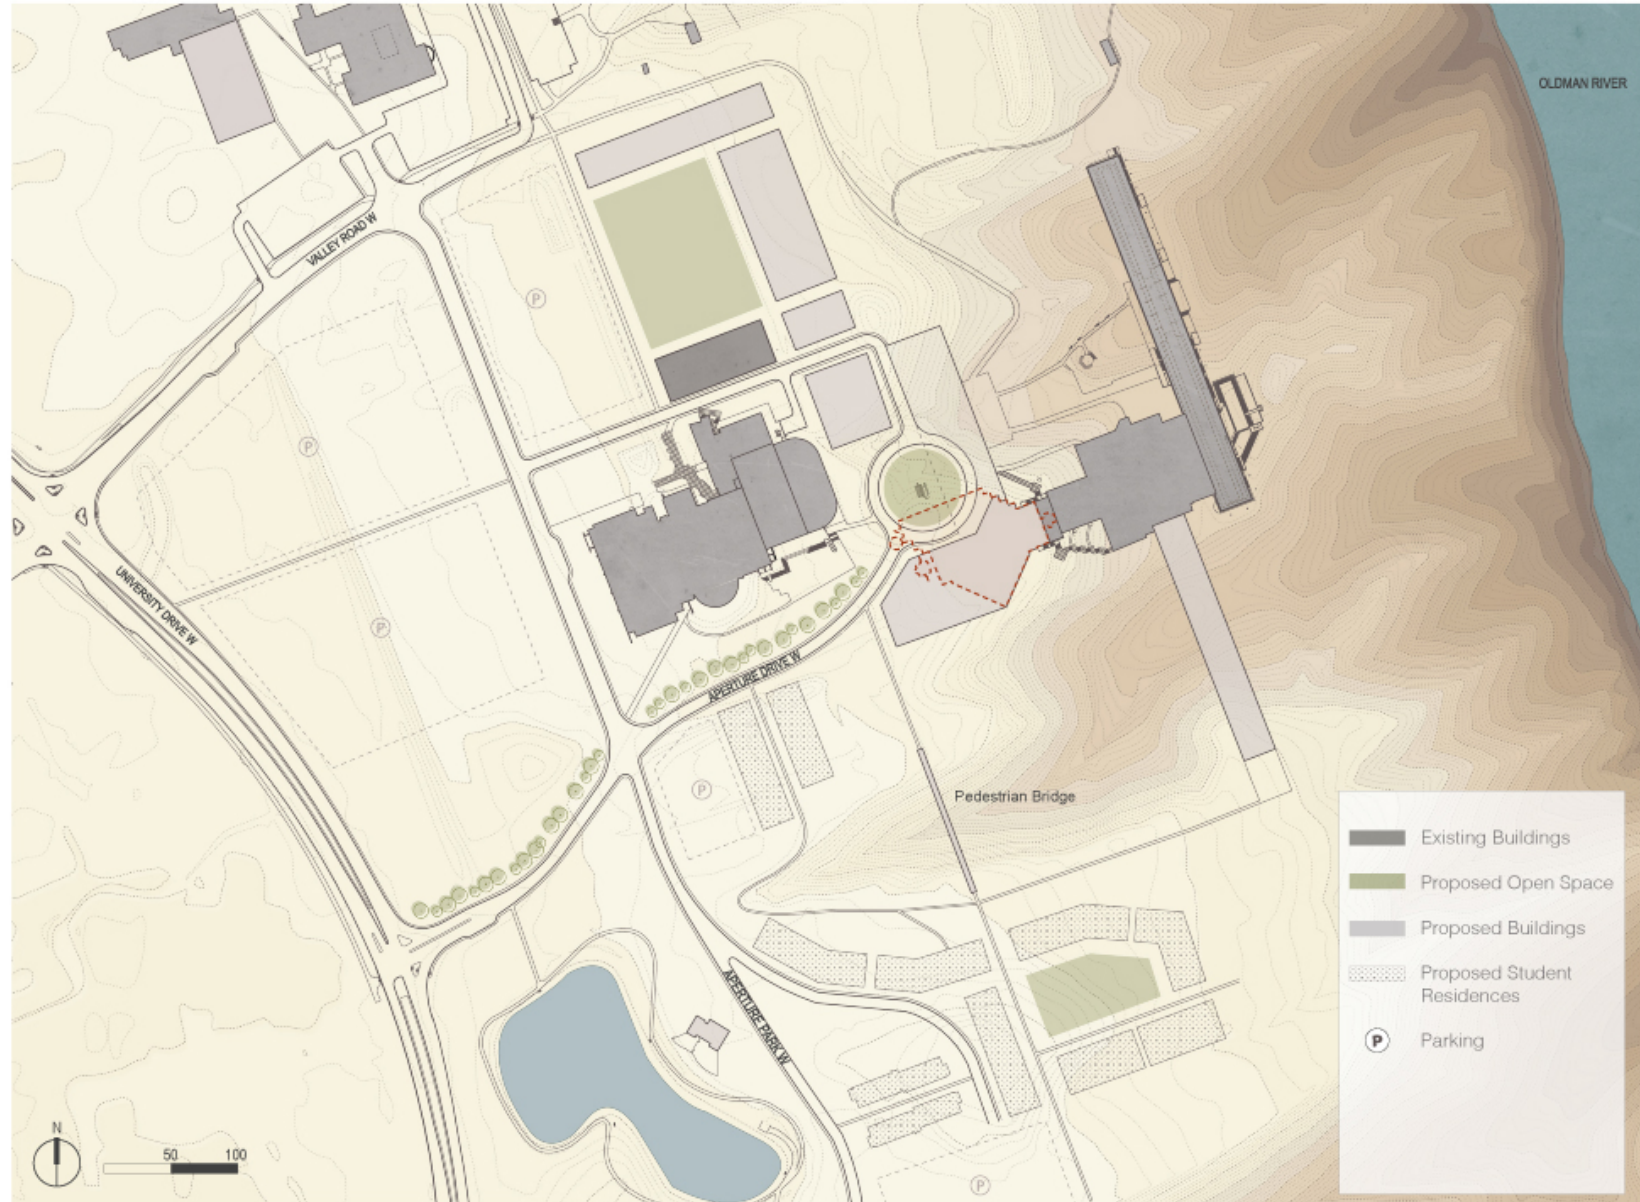 OLDMAN RIVER
VALLEY ROAD W
P
P
UNIVERSITY DRIVE W
P
APERTURE DRIVE W
P
Pedestrian Bridge
APERTURE PARK W
P
Existing Buildings
Proposed Open Space
Proposed Buildings
Proposed Student
Residences
P
Parking
N
50
100